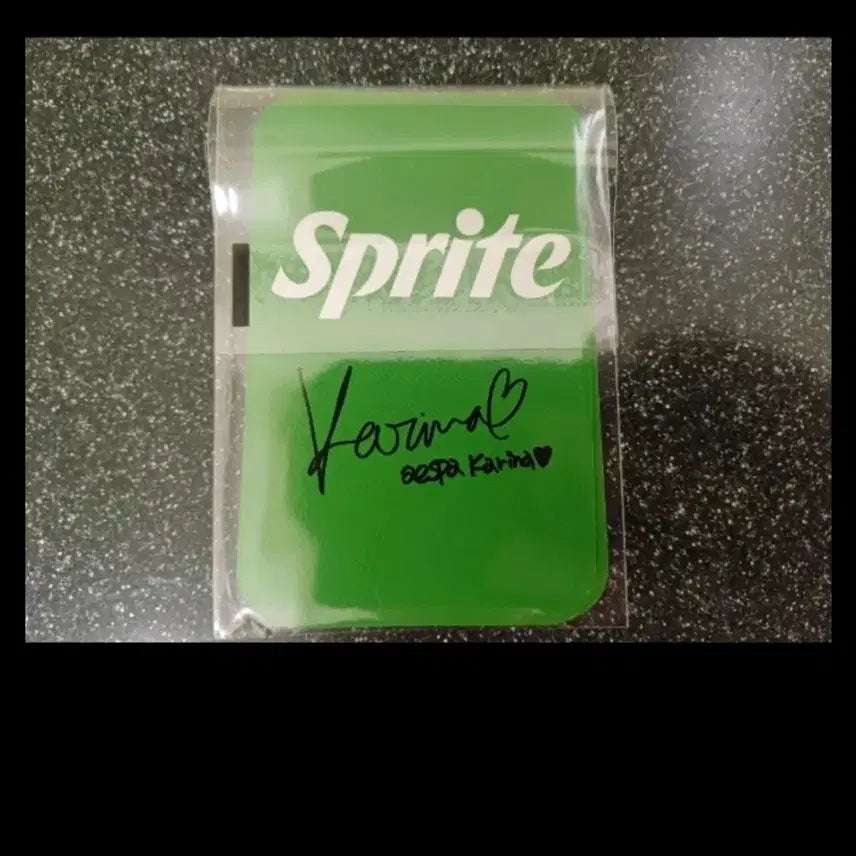 Sprite
Karina♡
aespa Karina♥